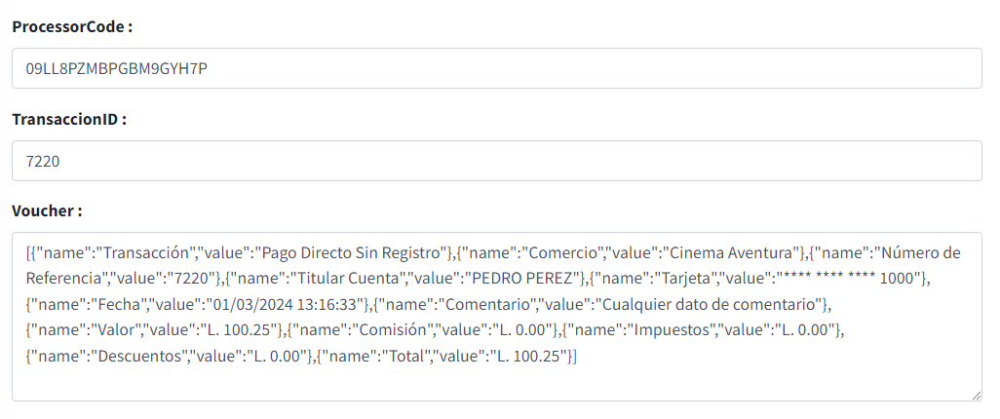 ProcessorCode :
09LL8PZMBPGBM9GYH7P
TransaccionID :
7220
Voucher :
[{"name":"Transacción","value":"Pago Directo Sin Registro"},{"name":"Comercio","value":"Cinema Aventura"},{"name":"Número de
Referencia","value":"7220"},{"name":"Titular Cuenta","value":"PEDRO PEREZ"},{"name":"Tarjeta","value":"**** **** **** 1000"},
{"name":"Fecha","value":"01/03/2024 13:16:33"},{"name":"Comentario","value":"Cualquier dato de comentario"},
{"name":"Valor","value":"L. 100.25"},{"name":"Comisión","value":"L. 0.00"},{"name":"Impuestos","value":"L. 0.00"},
{"name":"Descuentos","value":"L. 0.00"},{"name":"Total","value":"L. 100.25"}]